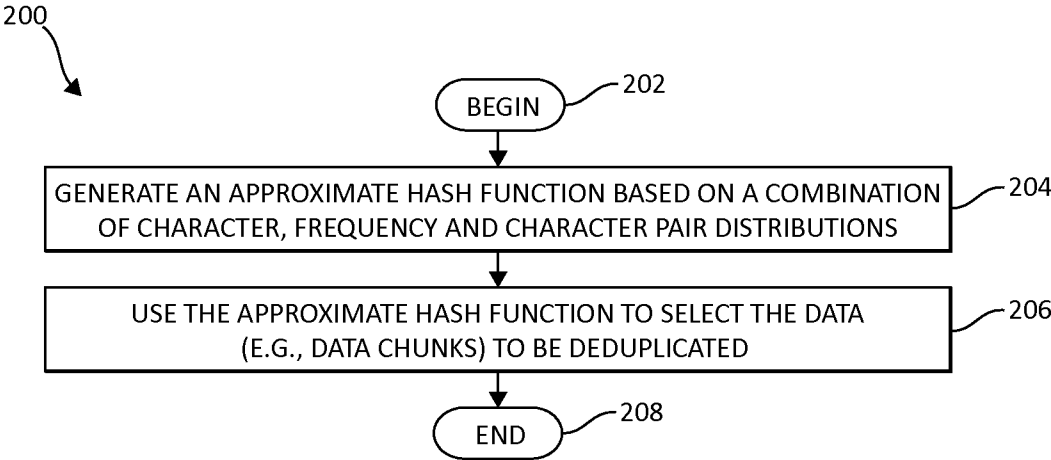 200
BEGIN
202
GENERATE AN APPROXIMATE HASH FUNCTION BASED ON A COMBINATION
OF CHARACTER, FREQUENCY AND CHARACTER PAIR DISTRIBUTIONS
204
USE THE APPROXIMATE HASH FUNCTION TO SELECT THE DATA
(E.G., DATA CHUNKS) TO BE DEDUPLICATED
206
END
208